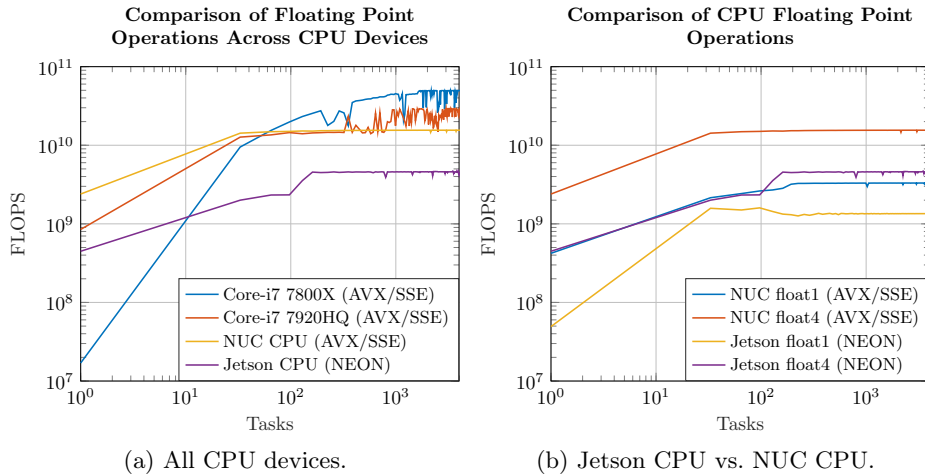 Comparison of Floating Point
Operations Across CPU Devices
10^11
10^10
10^9
10^8
10^7
FLOPS
Core-i7 7800X (AVX/SSE)
Core-i7 7920HQ (AVX/SSE)
NUC CPU (AVX/SSE)
Jetson CPU (NEON)
10^0
10^1
10^2
10^3
Tasks
(a) All CPU devices.
Comparison of CPU Floating Point
Operations
10^11
10^10
10^9
10^8
10^7
FLOPS
NUC float1 (AVX/SSE)
NUC float4 (AVX/SSE)
Jetson float1 (NEON)
Jetson float4 (NEON)
10^0
10^1
10^2
10^3
Tasks
(b) Jetson CPU vs. NUC CPU.